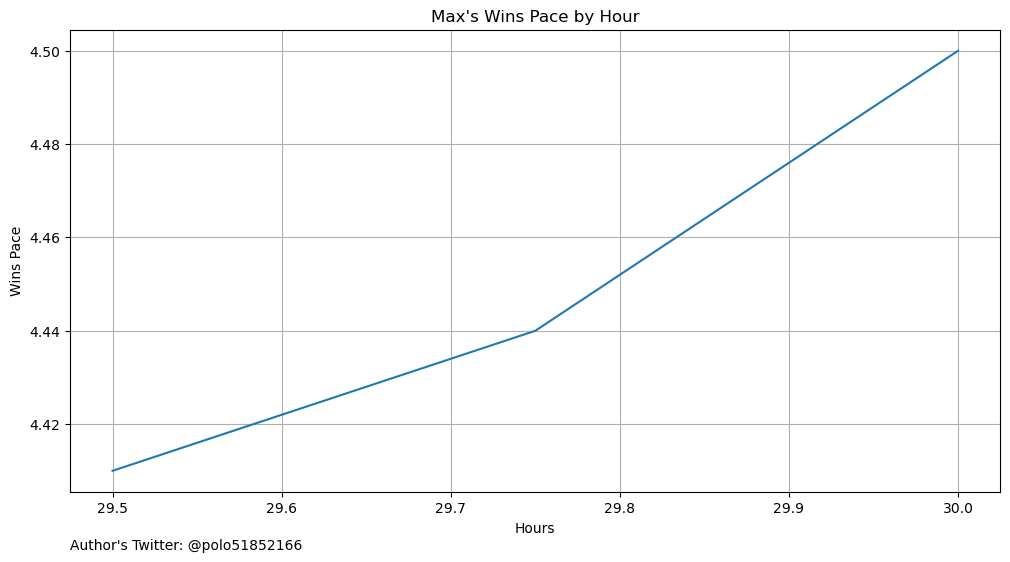 Max's Wins Pace by Hour
4.50
4.48
4.46
4.44
4.42
Wins Pace
29.5 29.6 29.7 29.8 29.9 30.0
Hours
Author's Twitter: @polo51852166